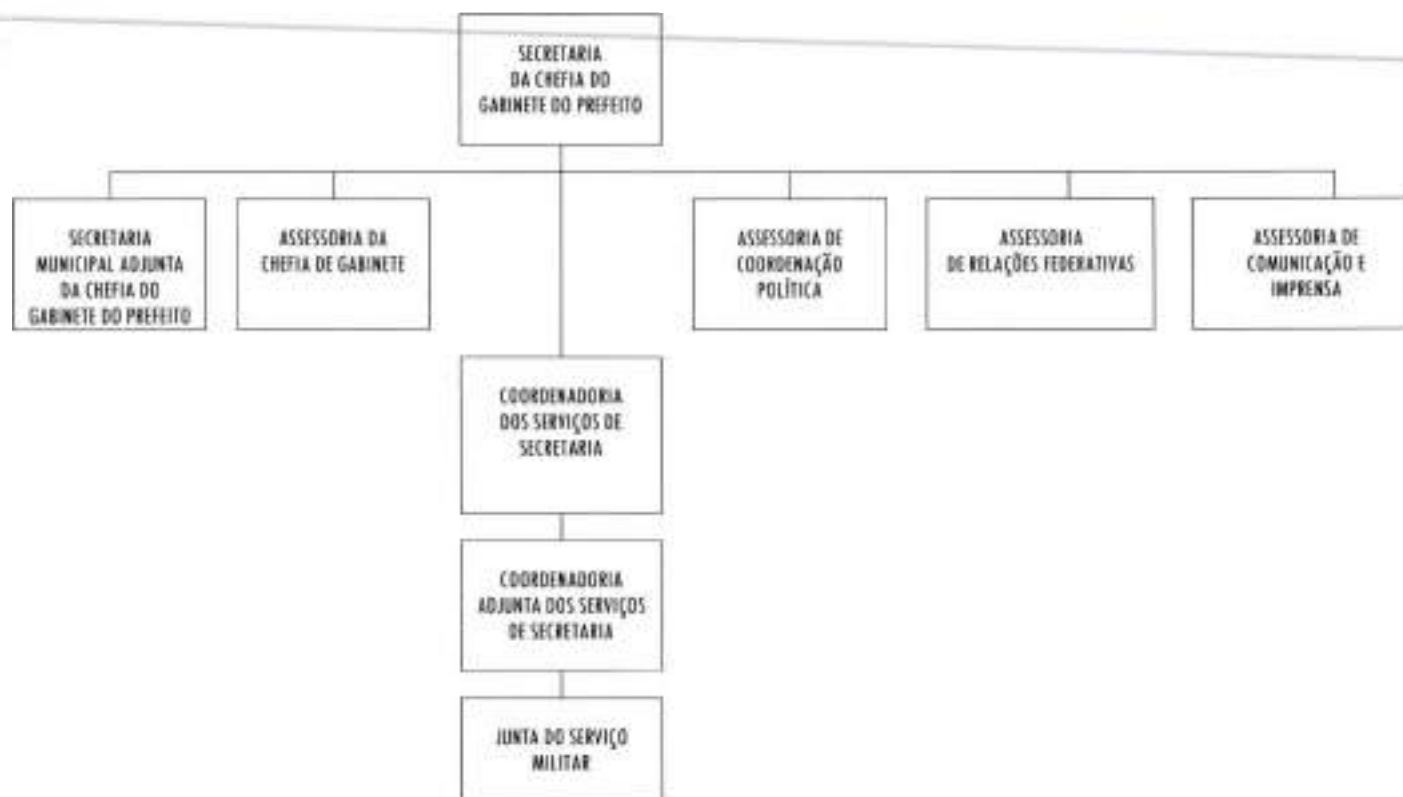 SECRETARIA
DA CHEFIA DO
GABINETE DO PREFEITO
SECRETARIA
MUNICIPAL ADJUNTA
DA CHEFIA DO
GABINETE DO PREFEITO
ASSESSORIA DA
CHEFIA DE GABINETE
ASSESSORIA DE
COORDENAÇÃO
POLÍTICA
ASSESSORIA
DE RELAÇÕES FEDERATIVAS
ASSESSORIA DE
COMUNICAÇÃO E
IMPRENSA
COORDENADORIA
DOS SERVIÇOS DE
SECRETARIA
COORDENADORIA
ADJUNTA DOS SERVIÇOS
DE SECRETARIA
JUNTA DO SERVIÇO
MILITAR